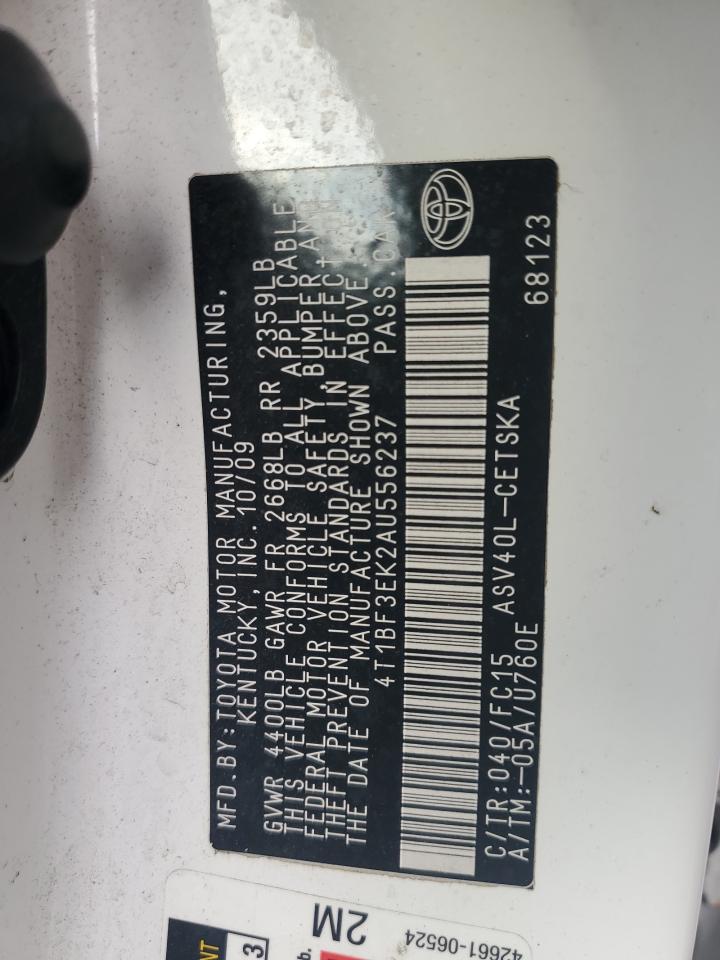 MFD.BY:TOYOTA MOTOR MANUFACTURING,
KENTUCKY, INC. 10/09
GVWR 4400LB GAWR FR 2668LB RR 2359LB
THIS VEHICLE CONFORMS TO ALL APPLICABLE
FEDERAL MOTOR VEHICLE SAFETY, BUMPER, AND
THEFT PREVENTION STANDARDS IN EFFECT ON
THE DATE OF MANUFACTURE SHOWN ABOVE.
4T1BF3EK2AU556237 PASS.CAR
C/TR:040/FC15 ASV40L-CETSKA
A/TM:-05A/U760E
68123
2M
42661-06524
3